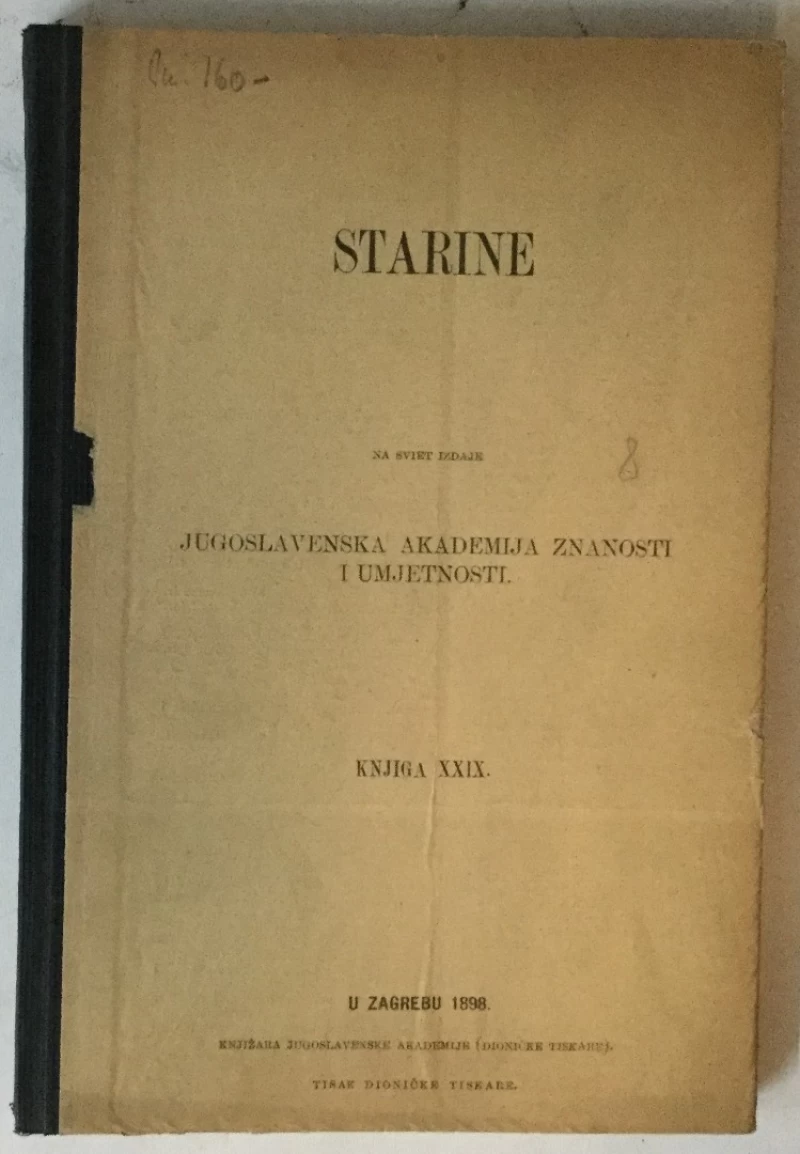 160-
STARINE
NA SVIET IZDAJE
8
JUGOSLAVENSKA AKADEMIJA ZNANOSTI
I UMJETNOSTI.
KNJIGA XXIX.
U ZAGREBU 1898.
KNJIŽARA JUGOSLAVENSKE AKADEMIJE (DIONIČKE TISKARE).
TISAK DIONIČKE TISKARE.